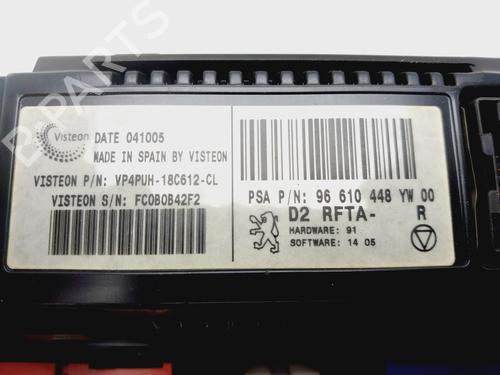 Visteon
DATE 041005
MADE IN SPAIN BY VISTEON
VISTEON P/N: VP4PUH-18C612-CL
VISTEON S/N: FCOBOB42F2
PSA P/N: 96 610 448 YW 00
D2 RFTA- R
HARDWARE: 91
SOFTWARE: 14 05
B-PARTS